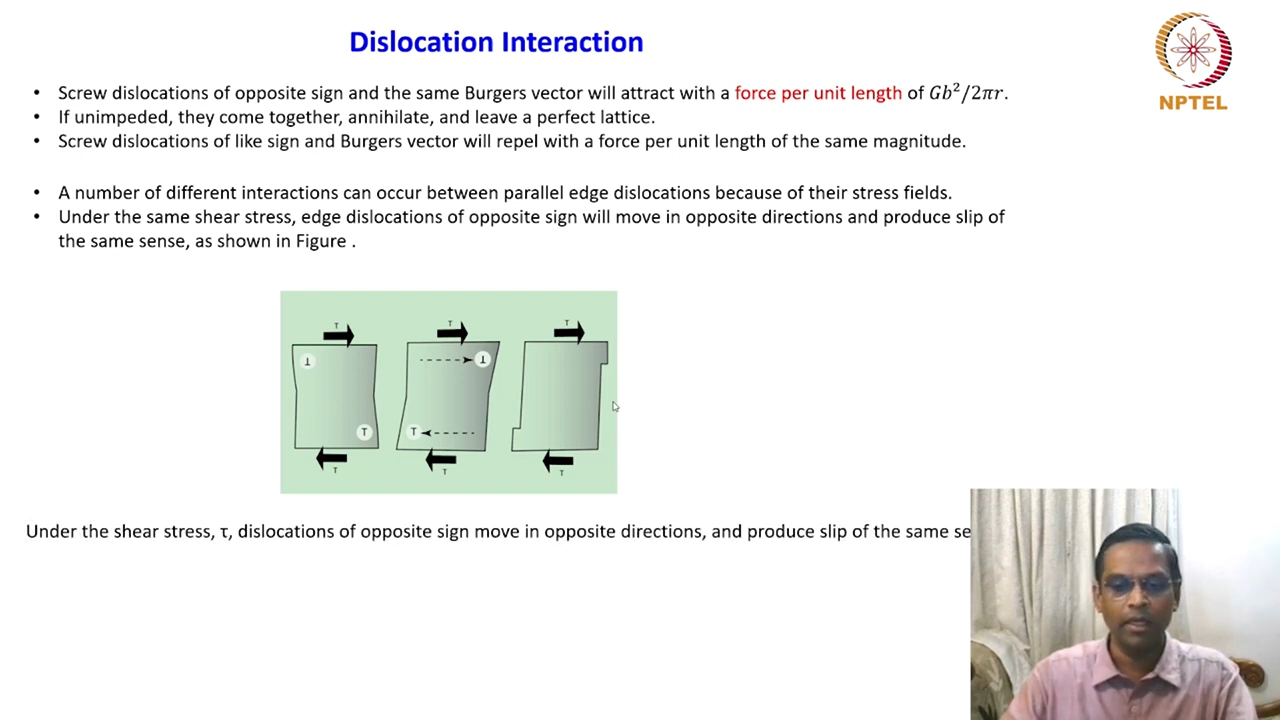 Dislocation Interaction
NPTEL
• Screw dislocations of opposite sign and the same Burgers vector will attract with a force per unit length of Gb²/2πr.
• If unimpeded, they come together, annihilate, and leave a perfect lattice.
• Screw dislocations of like sign and Burgers vector will repel with a force per unit length of the same magnitude.
• A number of different interactions can occur between parallel edge dislocations because of their stress fields.
• Under the same shear stress, edge dislocations of opposite sign will move in opposite directions and produce slip of
the same sense, as shown in Figure .
τ τ τ
⊥ ⊥
⊤ ⊤
τ τ τ
Under the shear stress, τ, dislocations of opposite sign move in opposite directions, and produce slip of the same se